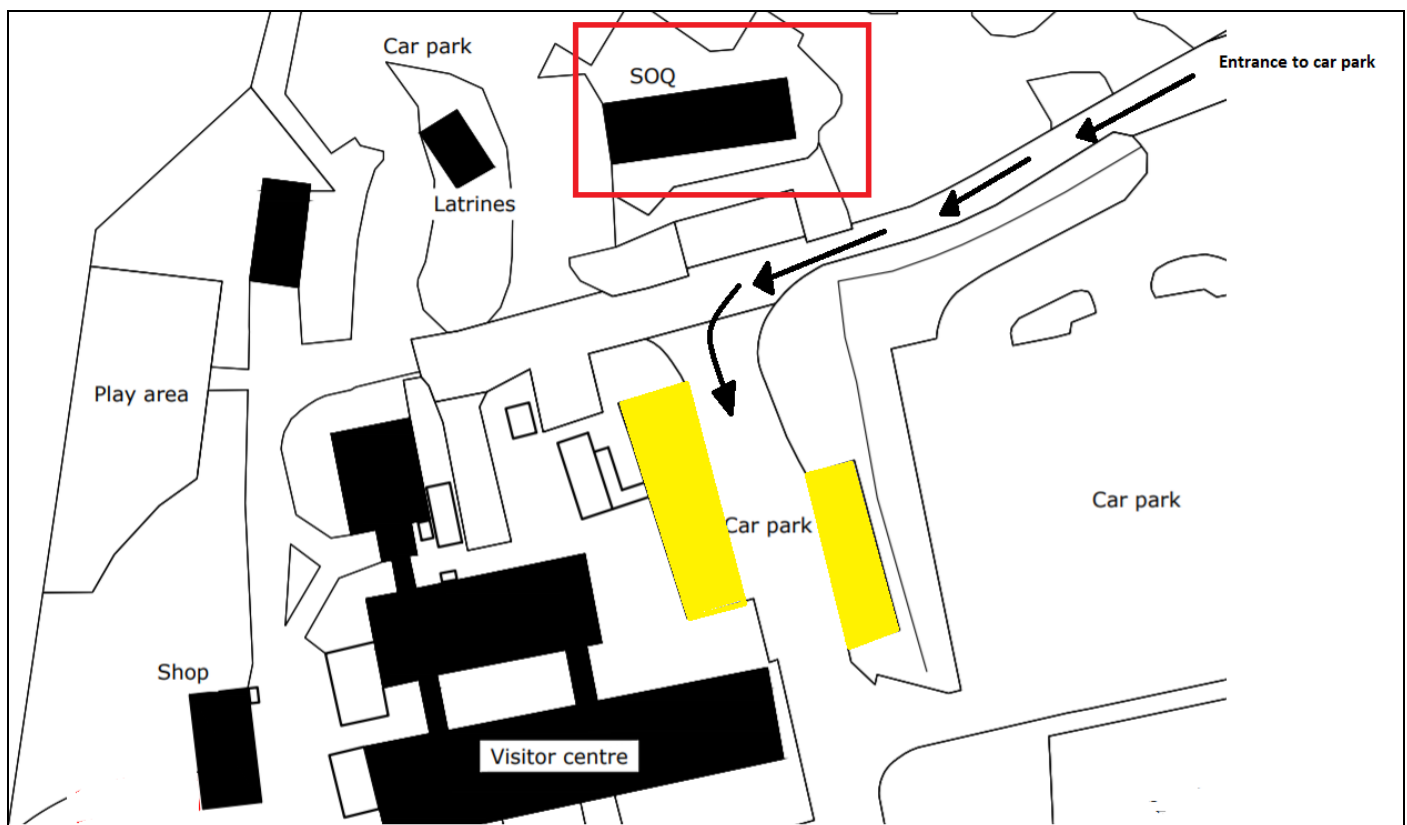 Car park
SOQ
Entrance to car park
Latrines
Play area
Car park
Car park
Shop
Visitor centre